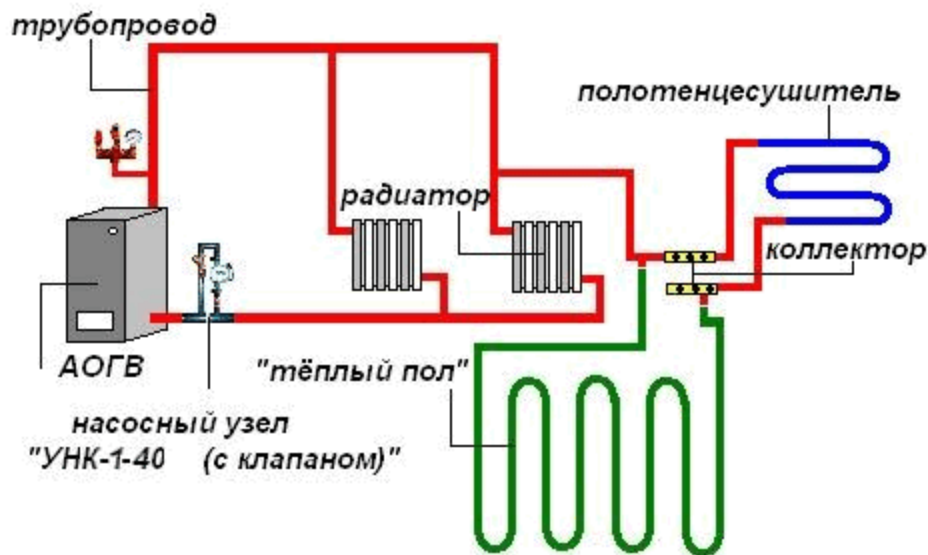 трубопровод
полотенцесушитель
радиатор
коллектор
АОГВ
"тёплый пол"
насосный узел
"УНК-1-40 (с клапаном)"